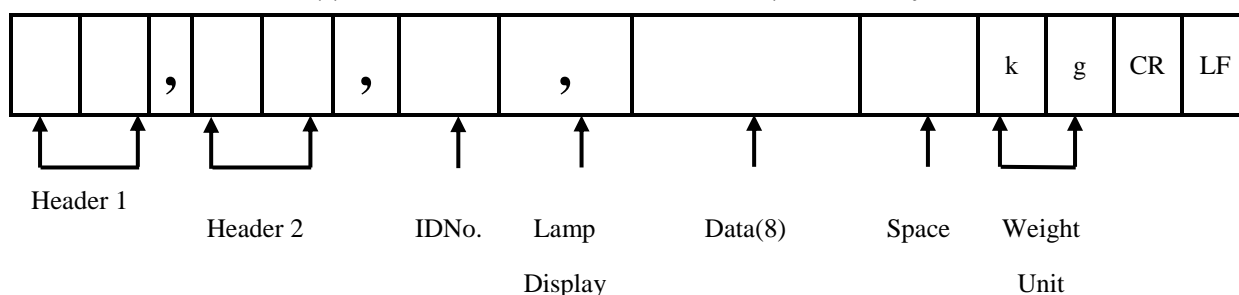 , , , k g CR LF
Header 1
Header 2 IDNo. Lamp Data(8) Space Weight
Display Unit